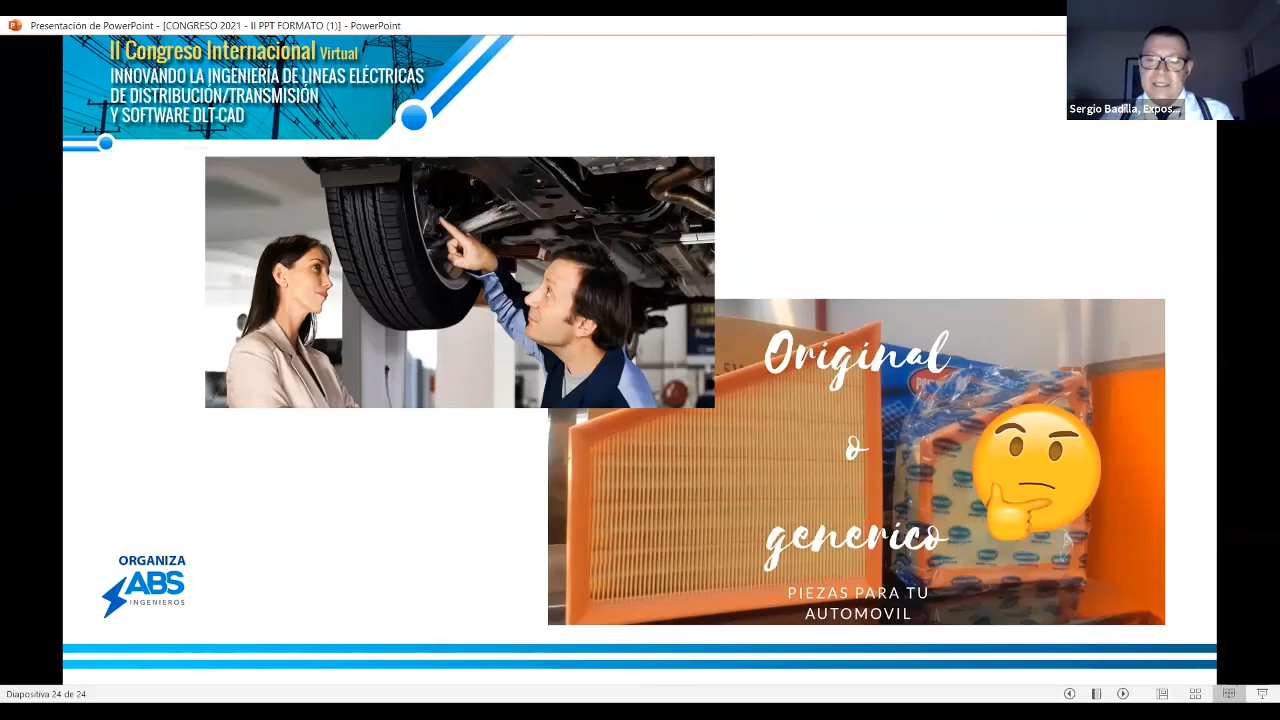 Presentación de PowerPoint - [CONGRESO 2021 - II PPT FORMATO (1)] - PowerPoint
II Congreso Internacional Virtual
INNOVANDO LA INGENIERÍA DE LINEAS ELÉCTRICAS
DE DISTRIBUCIÓN/TRANSMISIÓN
Y SOFTWARE DLT-CAD
Sergio Badilla, Expos...
Original
o
generico
PIEZAS PARA TU
AUTOMOVIL
ORGANIZA
ABS
INGENIEROS
Diapositiva 24 de 24